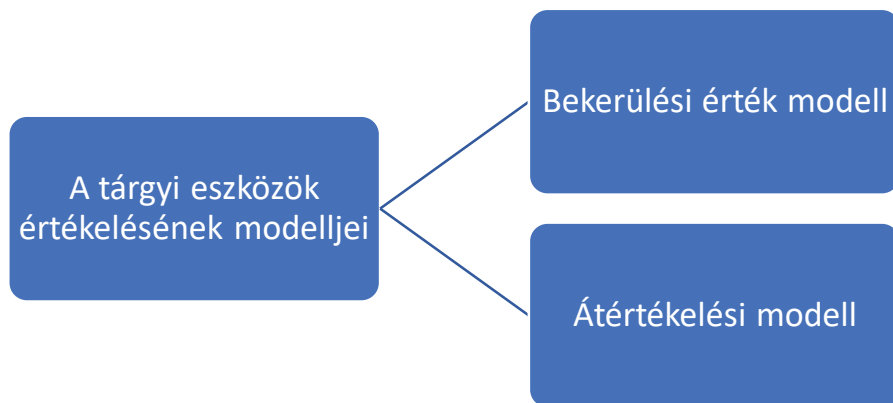 A tárgyi eszközök
értékelésének modelljei
Bekerülési érték modell
Átértékelési modell